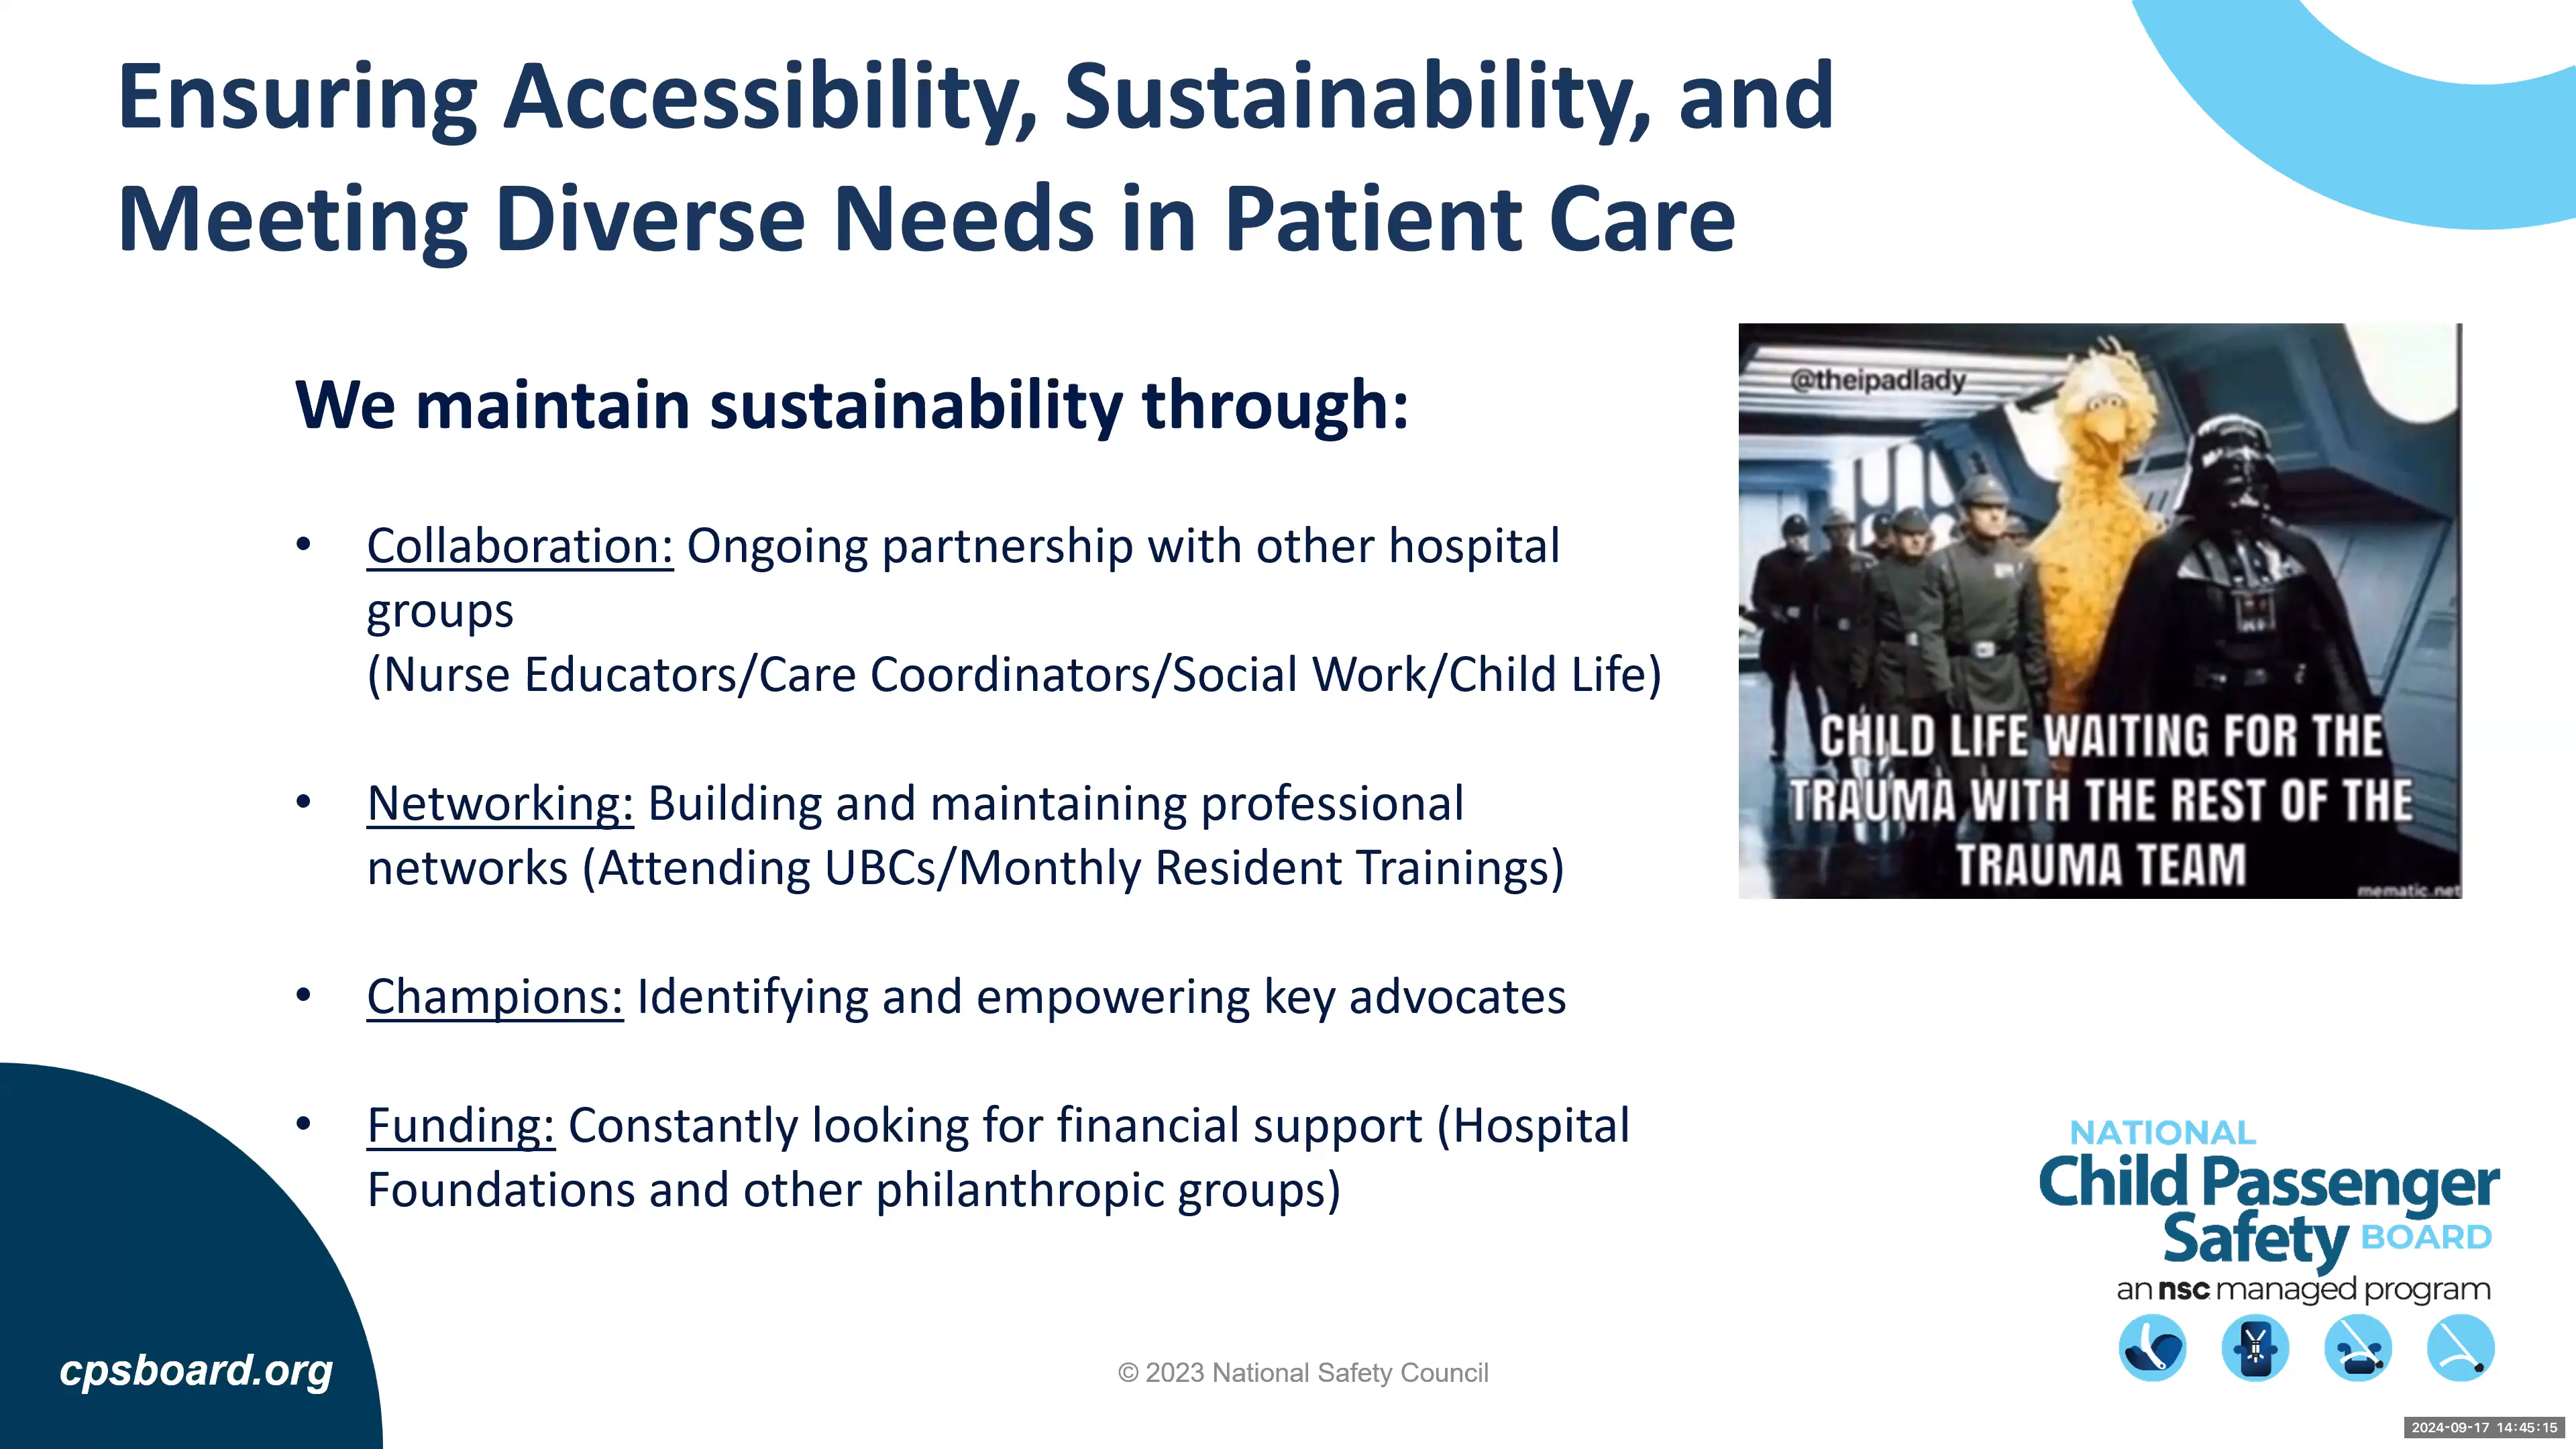 Ensuring Accessibility, Sustainability, and
Meeting Diverse Needs in Patient Care
We maintain sustainability through:
• Collaboration: Ongoing partnership with other hospital
groups
(Nurse Educators/Care Coordinators/Social Work/Child Life)
• Networking: Building and maintaining professional
networks (Attending UBCs/Monthly Resident Trainings)
• Champions: Identifying and empowering key advocates
• Funding: Constantly looking for financial support (Hospital
Foundations and other philanthropic groups)
@theipadlady
CHILD LIFE WAITING FOR THE
TRAUMA WITH THE REST OF THE
TRAUMA TEAM
mematic.net
NATIONAL
Child Passenger
Safety BOARD
an nsc managed program
cpsboard.org
© 2023 National Safety Council
2024-09-17 14:45:15